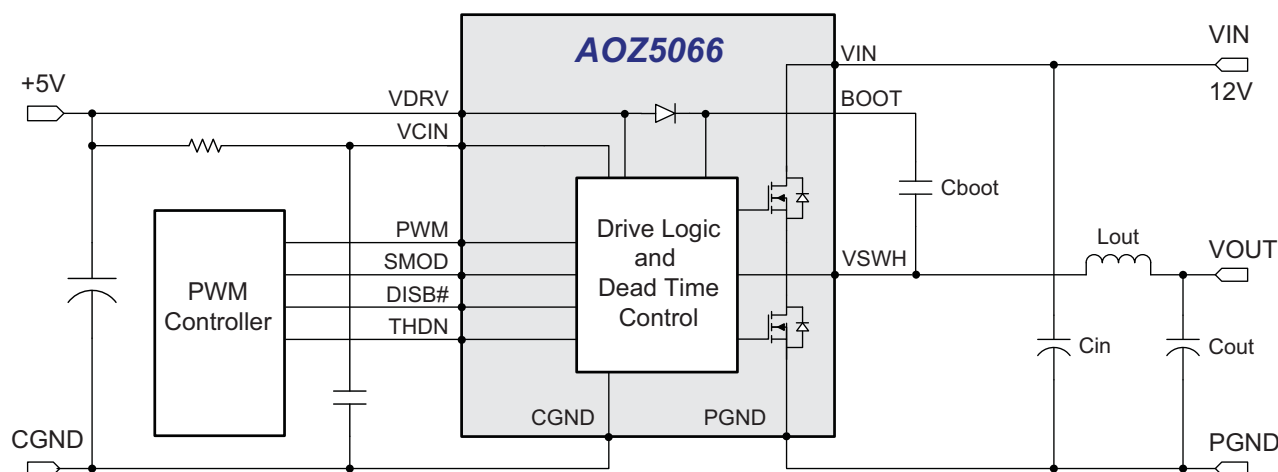 AOZ5066
VIN
12V
+5V
VDRV
VIN
BOOT
VCIN
Cboot
PWM
SMOD
DISB#
THDN
PWM
Controller
Drive Logic
and
Dead Time
Control
VSWH
Lout
VOUT
Cin
Cout
CGND
PGND
CGND
PGND